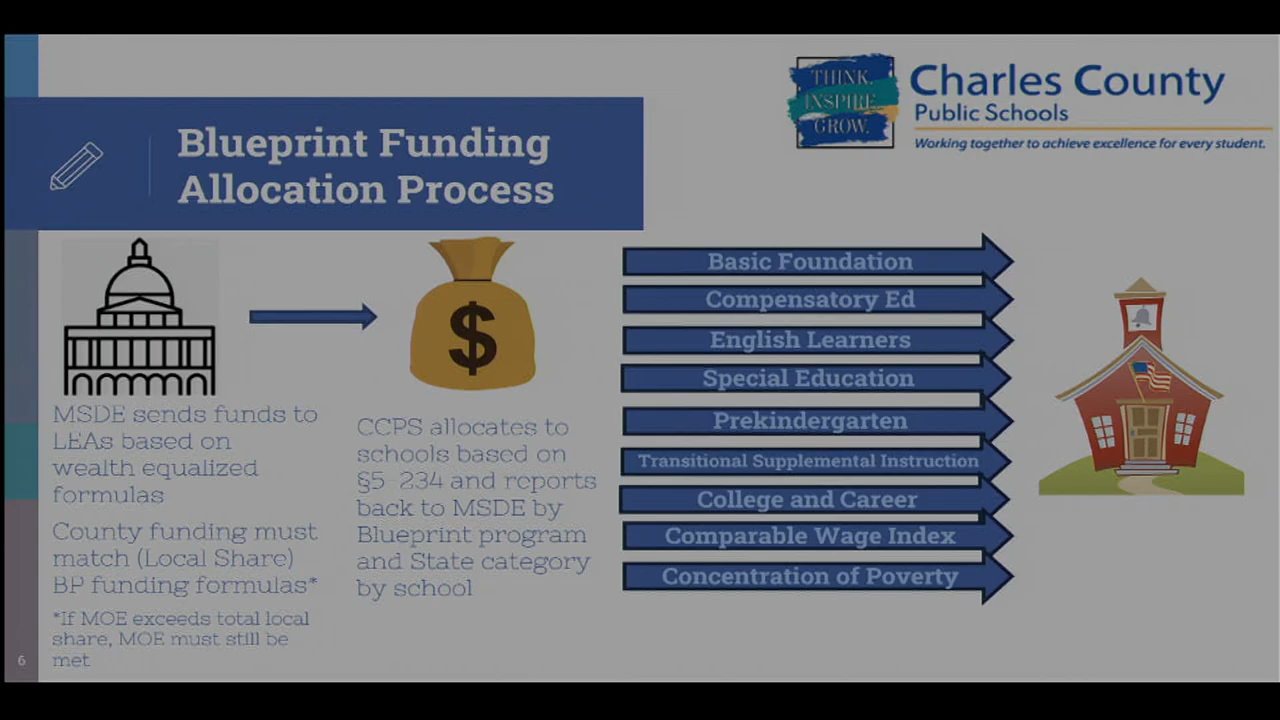 THINK.
INSPIRE.
GROW.
Charles County
Public Schools
Working together to achieve excellence for every student.
Blueprint Funding
Allocation Process
$
MSDE sends funds to
LEAs based on
wealth equalized
formulas
County funding must
match (Local Share)
BP funding formulas*
*If MOE exceeds total local
share, MOE must still be
met
CCPS allocates to
schools based on
§5-234 and reports
back to MSDE by
Blueprint program
and State category
by school
Basic Foundation
Compensatory Ed
English Learners
Special Education
Prekindergarten
Transitional Supplemental Instruction
College and Career
Comparable Wage Index
Concentration of Poverty
6